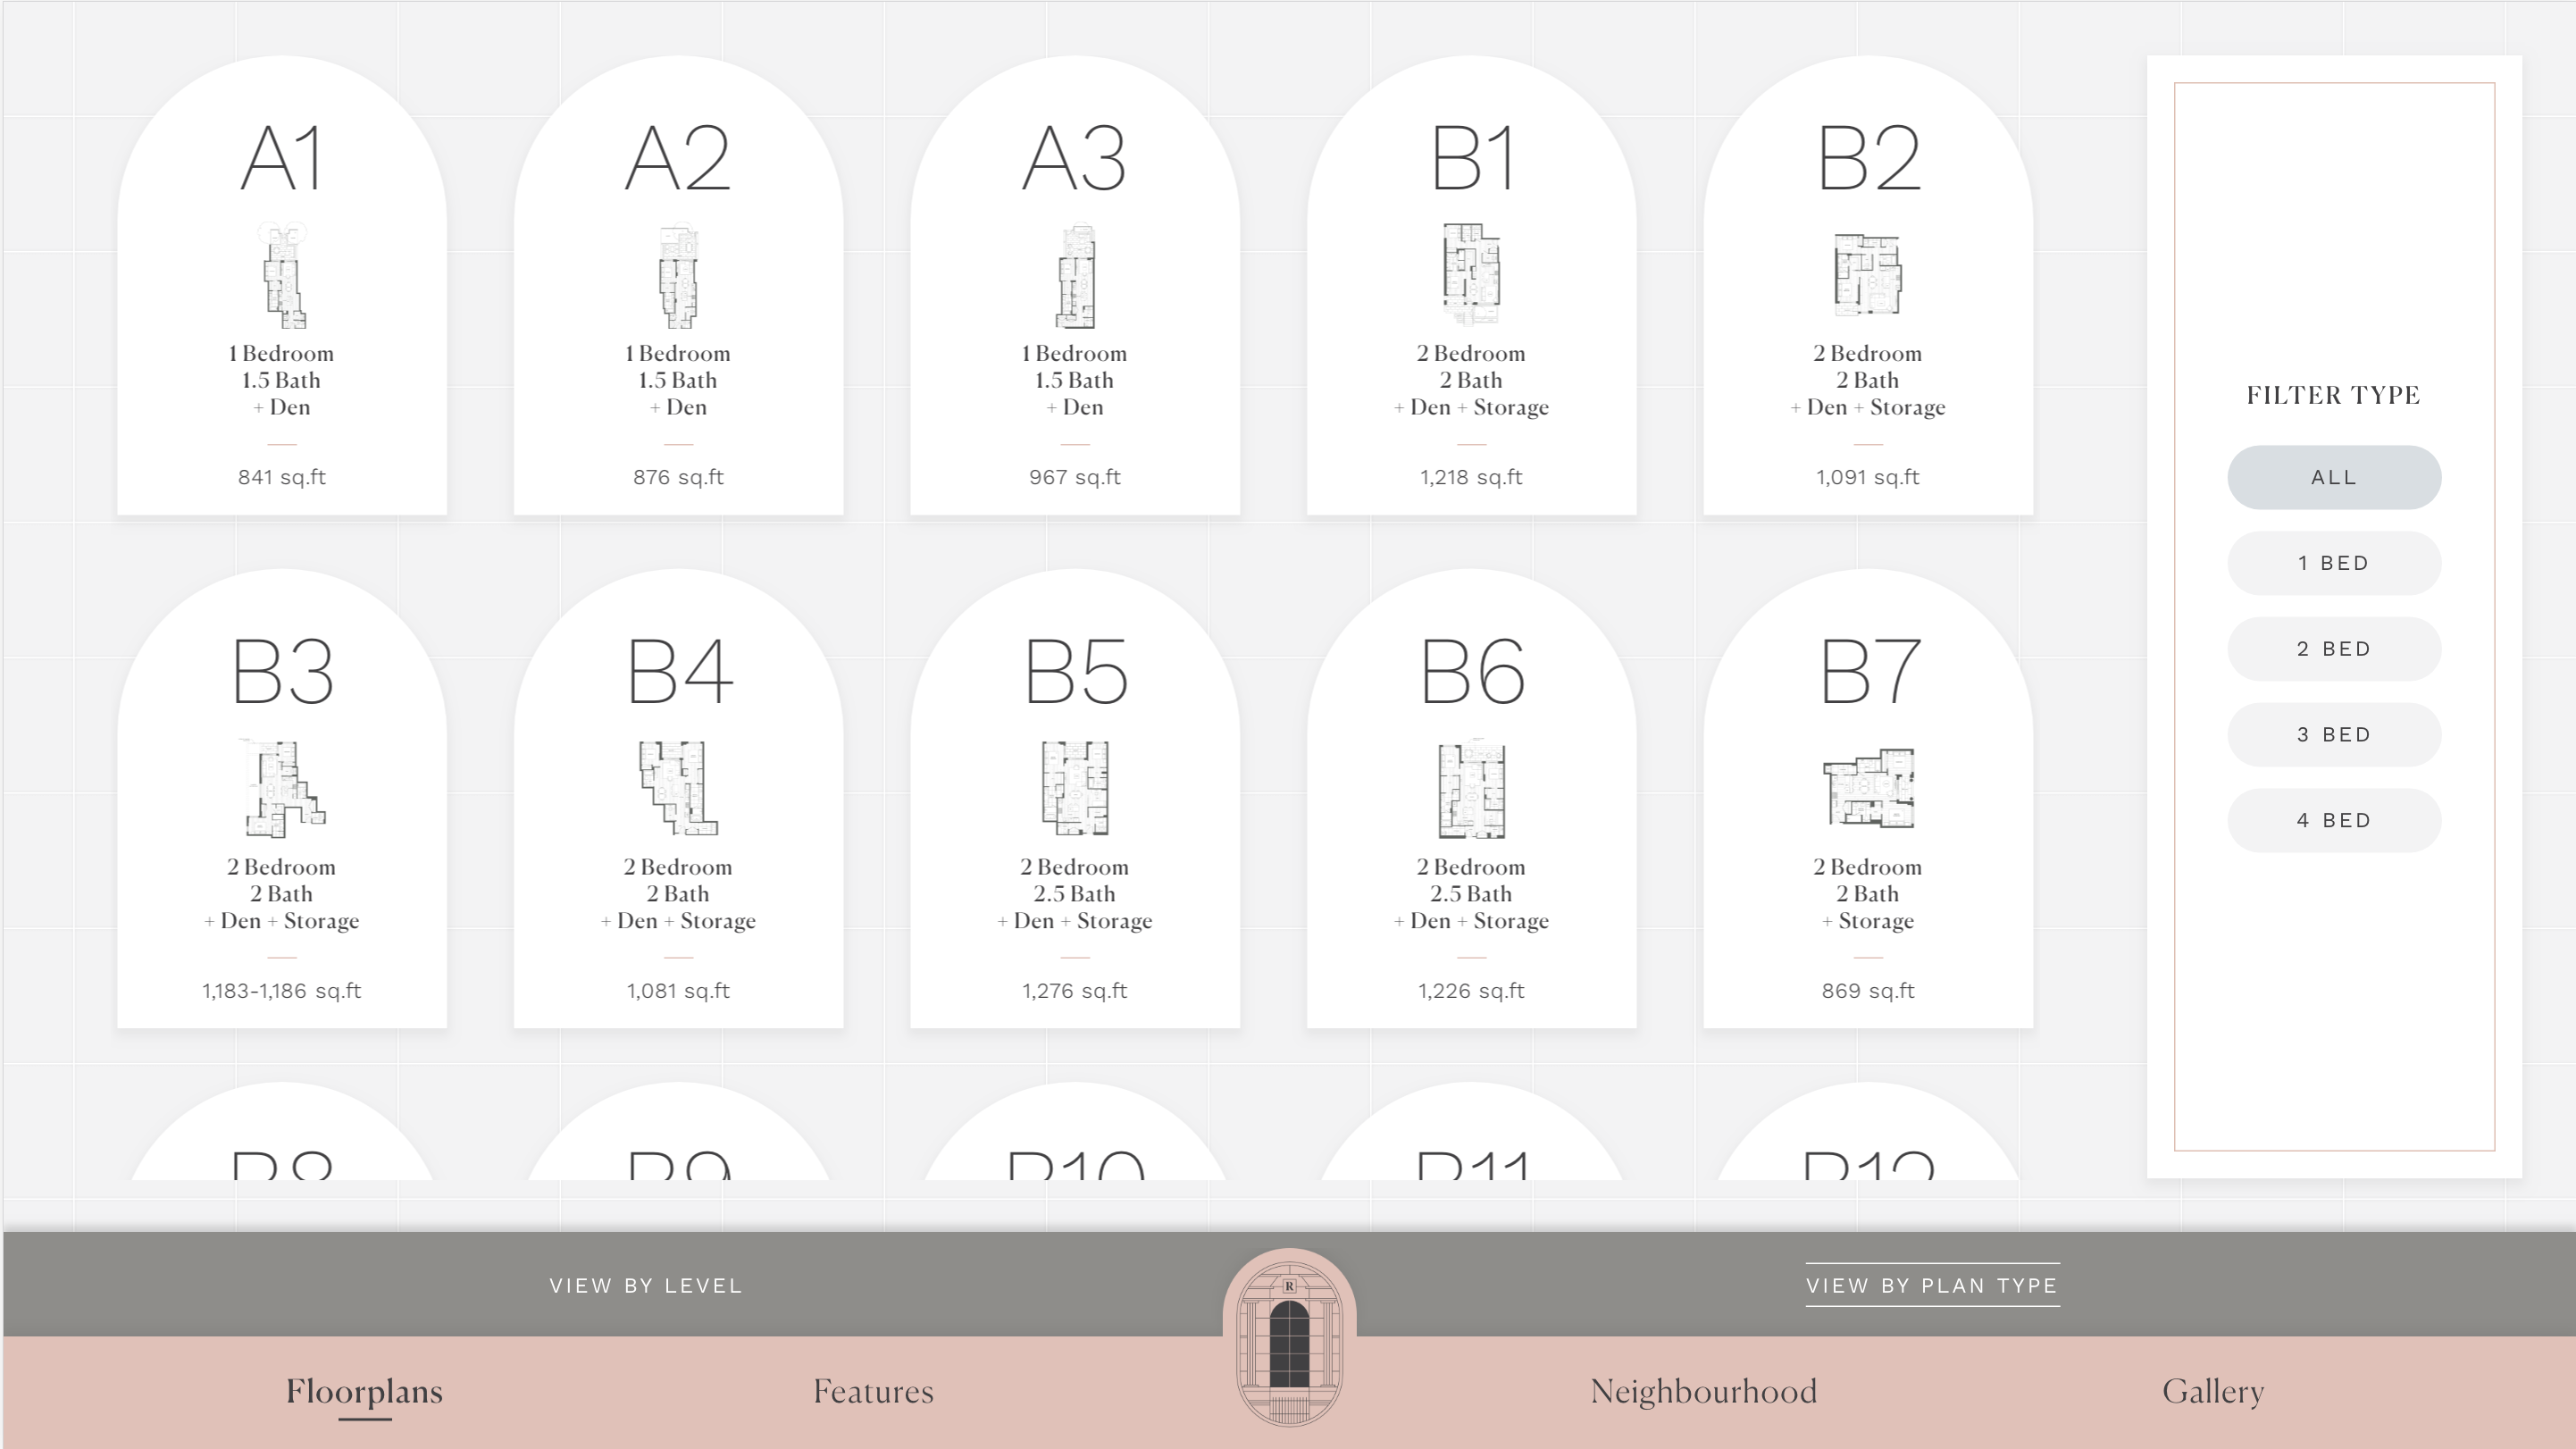 A1
1 Bedroom
1.5 Bath
+ Den
841 sq.ft
A2
1 Bedroom
1.5 Bath
+ Den
876 sq.ft
A3
1 Bedroom
1.5 Bath
+ Den
967 sq.ft
B1
2 Bedroom
2 Bath
+ Den + Storage
1,218 sq.ft
B2
2 Bedroom
2 Bath
+ Den + Storage
1,091 sq.ft
B3
2 Bedroom
2 Bath
+ Den + Storage
1,183-1,186 sq.ft
B4
2 Bedroom
2 Bath
+ Den + Storage
1,081 sq.ft
B5
2 Bedroom
2.5 Bath
+ Den + Storage
1,276 sq.ft
B6
2 Bedroom
2.5 Bath
+ Den + Storage
1,226 sq.ft
B7
2 Bedroom
2 Bath
+ Storage
869 sq.ft
B8
B9
B10
B11
B12
FILTER TYPE
ALL
1 BED
2 BED
3 BED
4 BED
VIEW BY LEVEL
R
VIEW BY PLAN TYPE
Floorplans
Features
Neighbourhood
Gallery